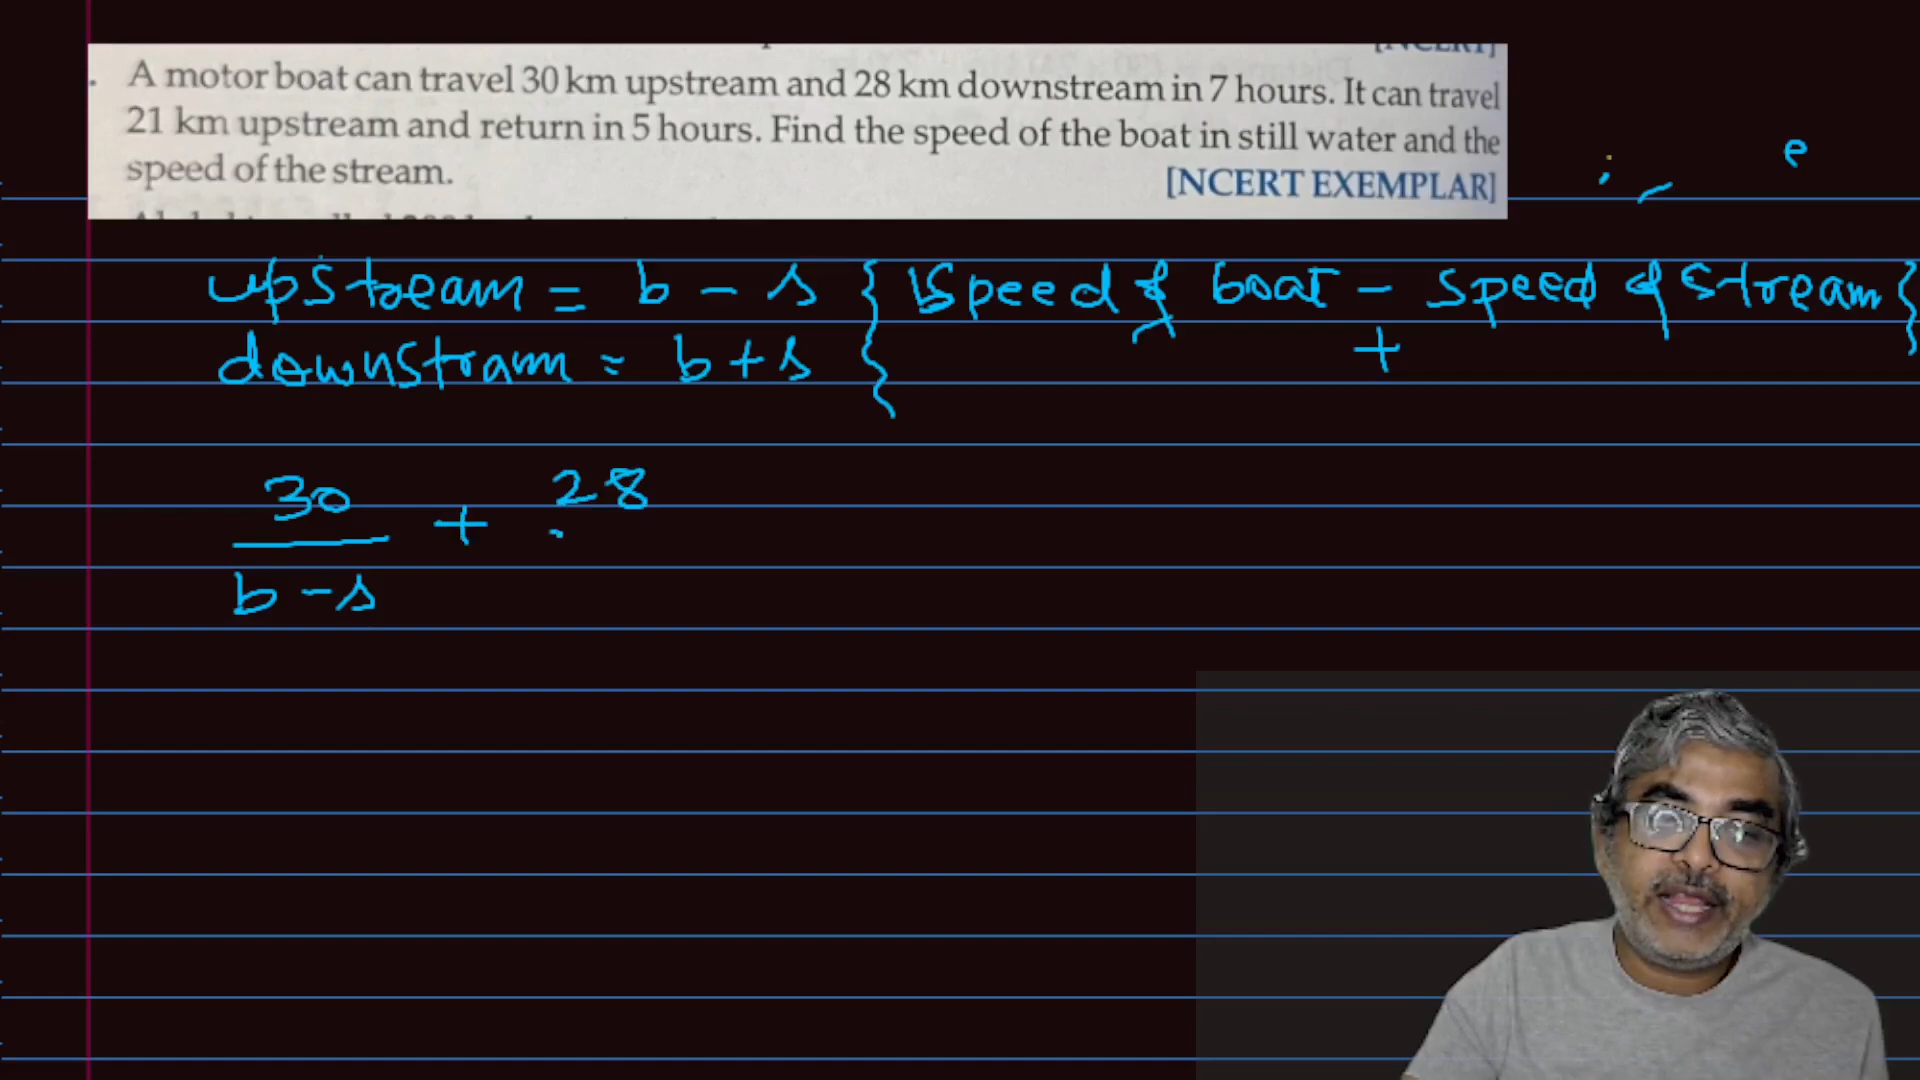 A motor boat can travel 30 km upstream and 28 km downstream in 7 hours. It can travel
21 km upstream and return in 5 hours. Find the speed of the boat in still water and the
speed of the stream.
[NCERT EXEMPLAR]
e
upstream = b - s { speed of boat - speed of stream }
+
downstram = b + s {
30 + 28
b - s